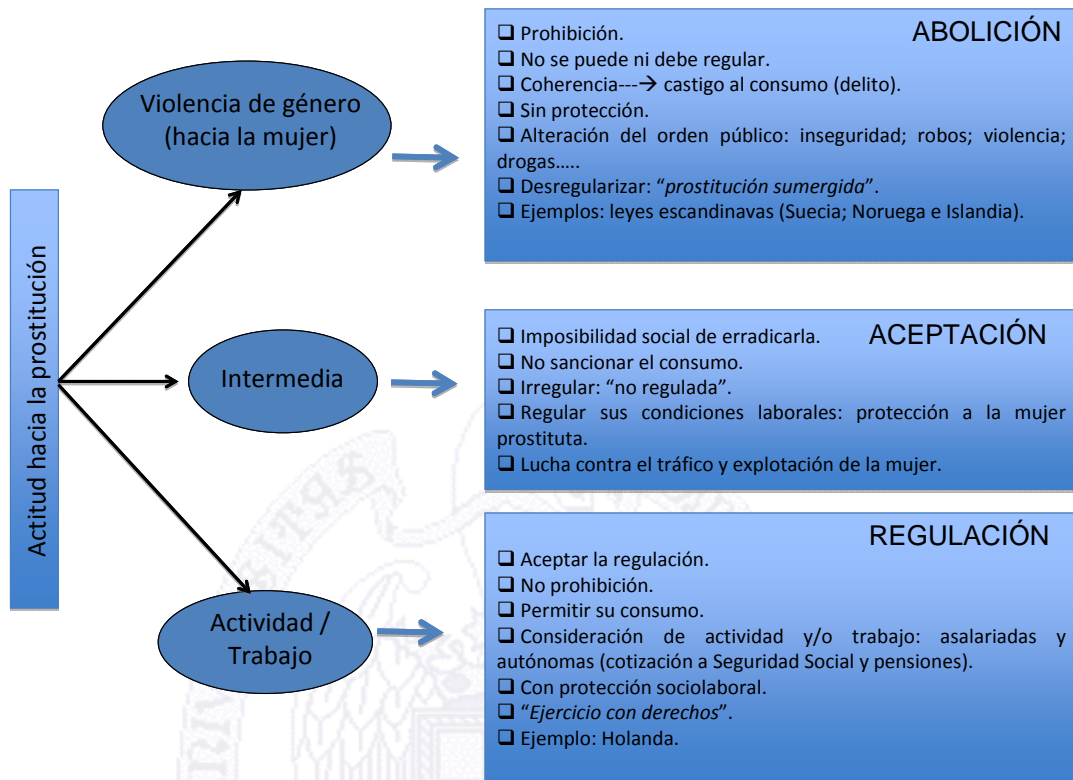 Actitud hacia la prostitución
Violencia de género
(hacia la mujer)
ABOLICIÓN
❑ Prohibición.
❑ No se puede ni debe regular.
❑ Coherencia---→ castigo al consumo (delito).
❑ Sin protección.
❑ Alteración del orden público: inseguridad; robos; violencia;
drogas…..
❑ Desregularizar: “prostitución sumergida”.
❑ Ejemplos: leyes escandinavas (Suecia; Noruega e Islandia).
Intermedia
ACEPTACIÓN
❑ Imposibilidad social de erradicarla.
❑ No sancionar el consumo.
❑ Irregular: “no regulada”.
❑ Regular sus condiciones laborales: protección a la mujer
prostituta.
❑ Lucha contra el tráfico y explotación de la mujer.
Actividad /
Trabajo
REGULACIÓN
❑ Aceptar la regulación.
❑ No prohibición.
❑ Permitir su consumo.
❑ Consideración de actividad y/o trabajo: asalariadas y
autónomas (cotización a Seguridad Social y pensiones).
❑ Con protección sociolaboral.
❑ “Ejercicio con derechos”.
❑ Ejemplo: Holanda.